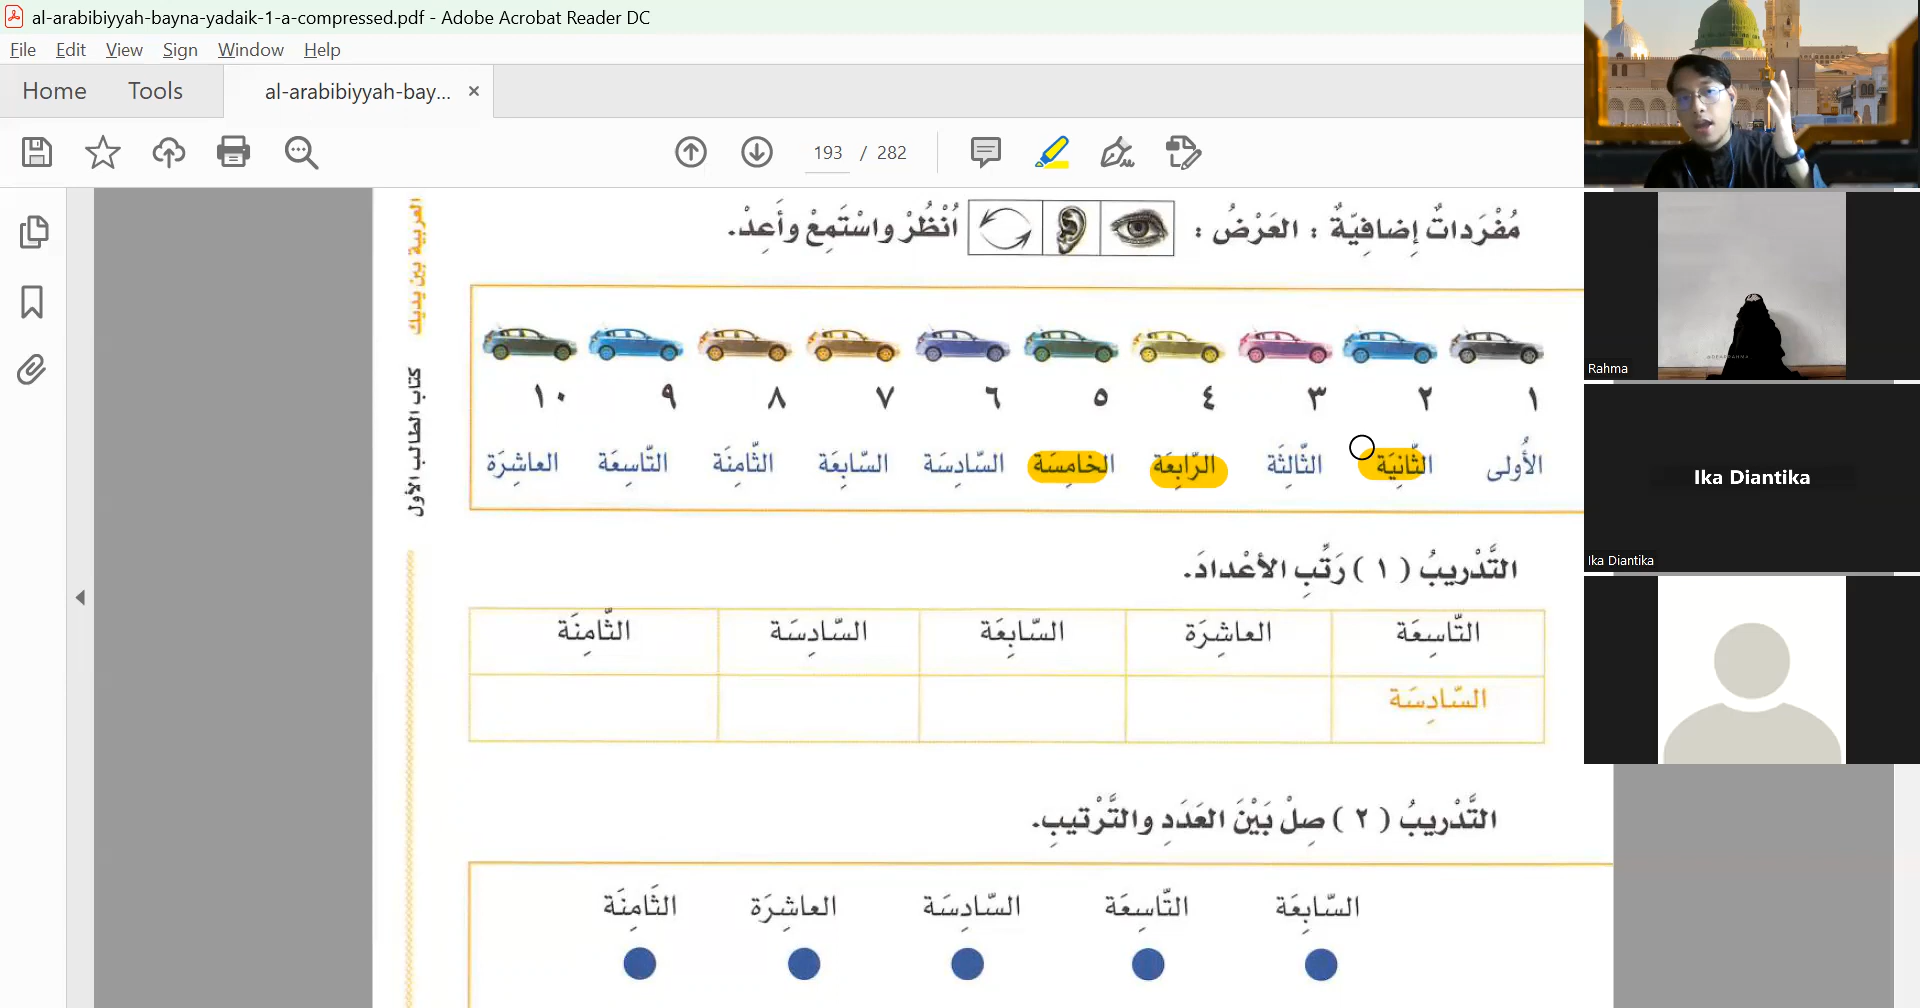 al-arabibiyyah-bayna-yadaik-1-a-compressed.pdf - Adobe Acrobat Reader DC
File Edit View Sign Window Help
Home Tools al-arabibiyyah-bay... ×
193 / 282
العربية بين يديك
كتاب الطالب الأول
مُفْرَداتٌ إِضافِيّةٌ : العَرْضُ : اُنْظُرْ واسْتَمِعْ وأَعِدْ.
١ ٢ ٣ ٤ ٥ ٦ ٧ ٨ ٩ ١٠
الأُولى الثّانِيَة الثّالِثَة الرّابِعَة الخامِسَة السّادِسَة السّابِعَة الثّامِنَة التّاسِعَة العاشِرَة
التَّدْريبُ ( ١ ) رَتِّبِ الأعْدادَ.
التّاسِعَة العاشِرَة السّابِعَة السّادِسَة الثّامِنَة
السّادِسَة
التَّدْريبُ ( ٢ ) صِلْ بَيْنَ العَدَدِ والتَّرْتيبِ.
السّابِعَة التّاسِعَة السّادِسَة العاشِرَة الثّامِنَة
Rahma
Ika Diantika
Ika Diantika